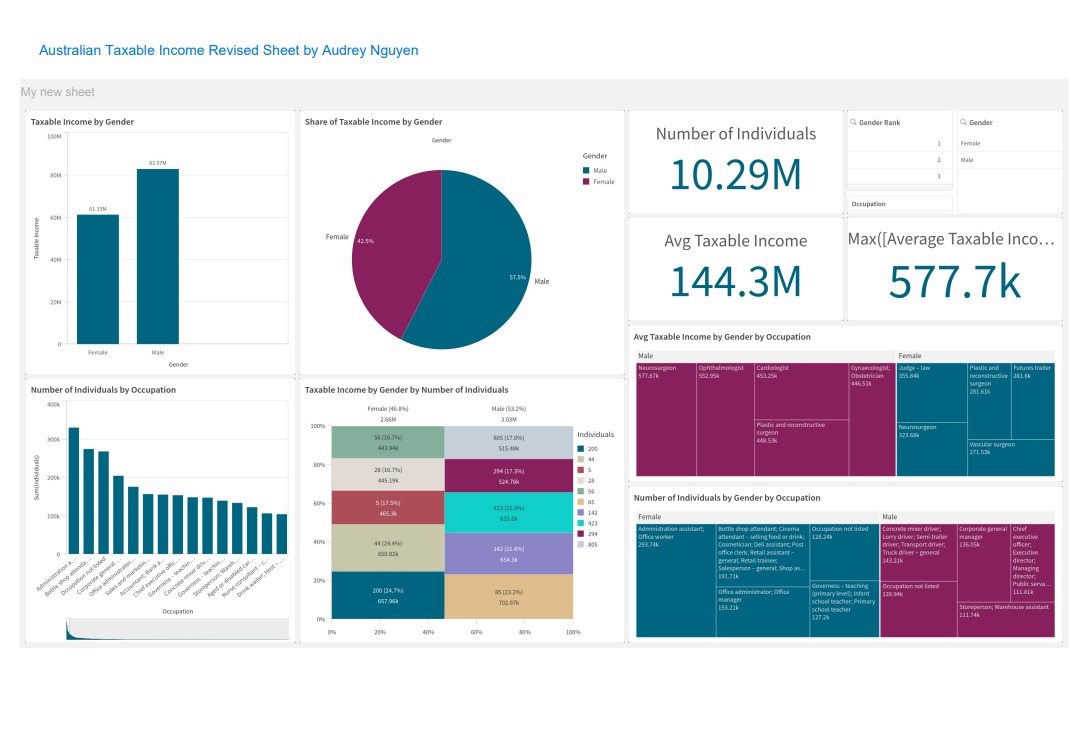 Australian Taxable Income Revised Sheet by Audrey Nguyen
My new sheet
Taxable Income by Gender
100M
80M
60M
40M
20M
0
Taxable Income
61.33M
82.97M
Female
Male
Gender
Share of Taxable Income by Gender
Gender
Gender
Male
Female
Female
42.5%
57.5%
Male
Number of Individuals
10.29M
Gender Rank
1
2
3
Occupation
Gender
Female
Male
Avg Taxable Income
144.3M
Max([Average Taxable Inco…
577.7k
Number of Individuals by Occupation
400k
300k
200k
100k
0
Sum(Individuals)
Administration a…
Bottle shop attenda…
Occupation not listed
Corporate general …
Office administrator…
Sales and marketin…
Accountant; Bank a…
Chief executive offic…
Governess - teachin…
Concrete mixer driv…
Governess - teachin…
Storeperson; Wareh…
Aged or disabled car…
Nurse consultant - c…
Drink waiter; Host - …
Occupation
Taxable Income by Gender by Number of Individuals
Female (46.8%)
2.66M
Male (53.2%)
3.03M
100%
80%
60%
40%
20%
0%
56 (16.7%)
443.94k
28 (16.7%)
445.19k
5 (17.5%)
465.3k
44 (24.4%)
650.82k
200 (24.7%)
657.96k
805 (17.0%)
515.48k
294 (17.3%)
524.76k
423 (21.0%)
635.6k
142 (21.6%)
634.3k
85 (23.2%)
702.87k
0%
20%
40%
60%
80%
100%
Individuals
200
44
5
28
56
85
142
423
294
805
Avg Taxable Income by Gender by Occupation
Male
Neurosurgeon
577.67k
Ophthalmologist
552.95k
Cardiologist
453.25k
Plastic and reconstructive
surgeon
448.53k
Gynaecologist;
Obstetrician
446.51k
Female
Judge – law
355.84k
Neurosurgeon
323.68k
Plastic and
reconstructive
surgeon
281.61k
Futures trader
281.6k
Vascular surgeon
271.53k
Number of Individuals by Gender by Occupation
Female
Administration assistant;
Office worker
293.74k
Bottle shop attendant; Cinema
attendant – selling food or drink;
Cosmetician; Deli assistant; Post
office clerk; Retail assistant –
general; Retail trainee;
Salesperson – general; Shop as…
191.71k
Office administrator; Office
manager
153.21k
Occupation not listed
128.24k
Governess – teaching
(primary level); Infant
school teacher; Primary
school teacher
127.2k
Male
Concrete mixer driver;
Lorry driver; Semi-trailer
driver; Transport driver;
Truck driver – general
143.21k
Occupation not listed
139.94k
Corporate general
manager
136.05k
Chief
executive
officer;
Executive
director;
Managing
director;
Public serva…
111.81k
Storeperson; Warehouse assistant
111.74k